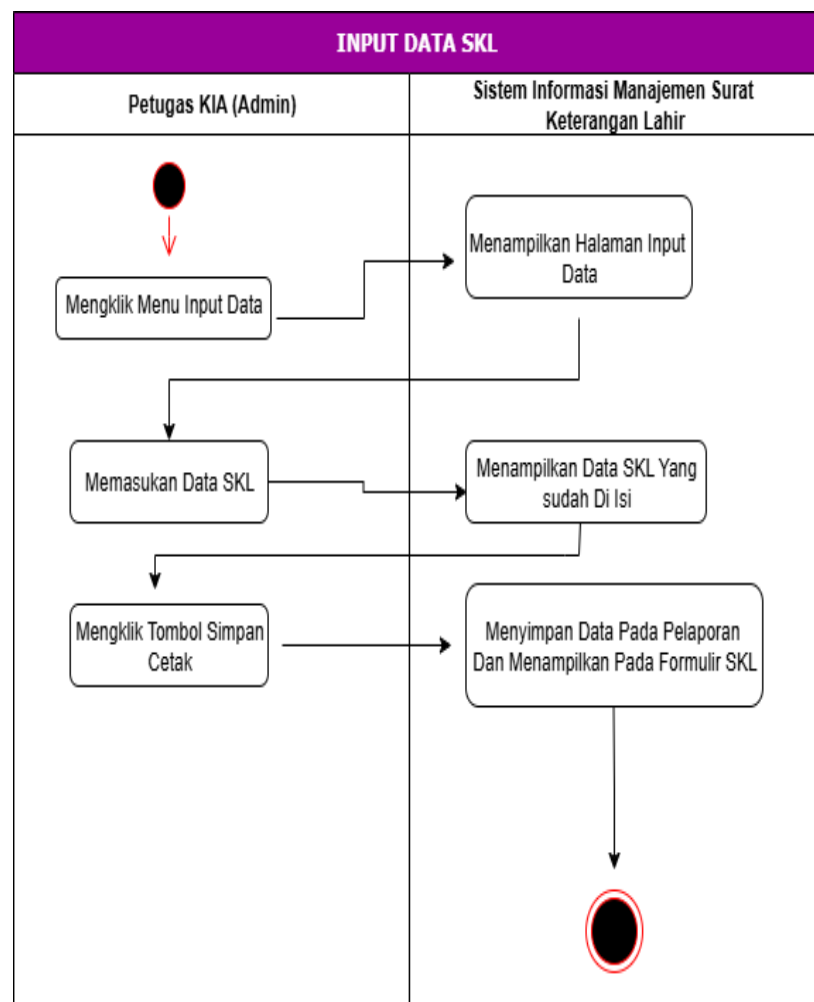 INPUT DATA SKL
Petugas KIA (Admin)
Sistem Informasi Manajemen Surat
Keterangan Lahir
Mengklik Menu Input Data
Menampilkan Halaman Input
Data
Memasukan Data SKL
Menampilkan Data SKL Yang
sudah Di Isi
Mengklik Tombol Simpan
Cetak
Menyimpan Data Pada Pelaporan
Dan Menampilkan Pada Formulir SKL